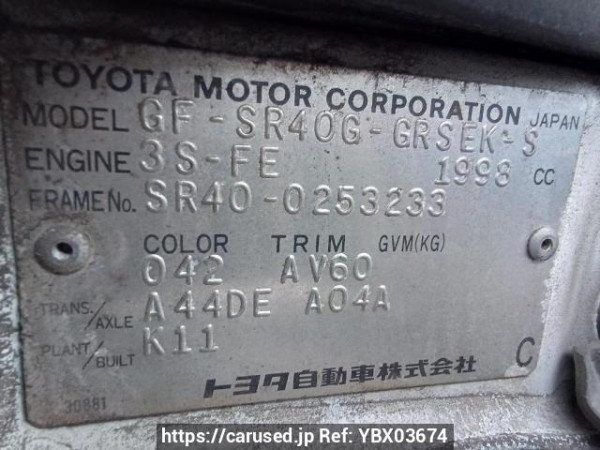 TOYOTA MOTOR CORPORATION JAPAN
MODEL GF-SR40G-GRSEK-S
ENGINE 3S-FE 1998 CC
FRAME No. SR40-0253233
COLOR TRIM GVM(KG)
042 AV60
TRANS./AXLE A44DE A04A
PLANT/BUILT K11
トヨタ自動車株式会社 C
30881
https://carused.jp Ref: YBX03674